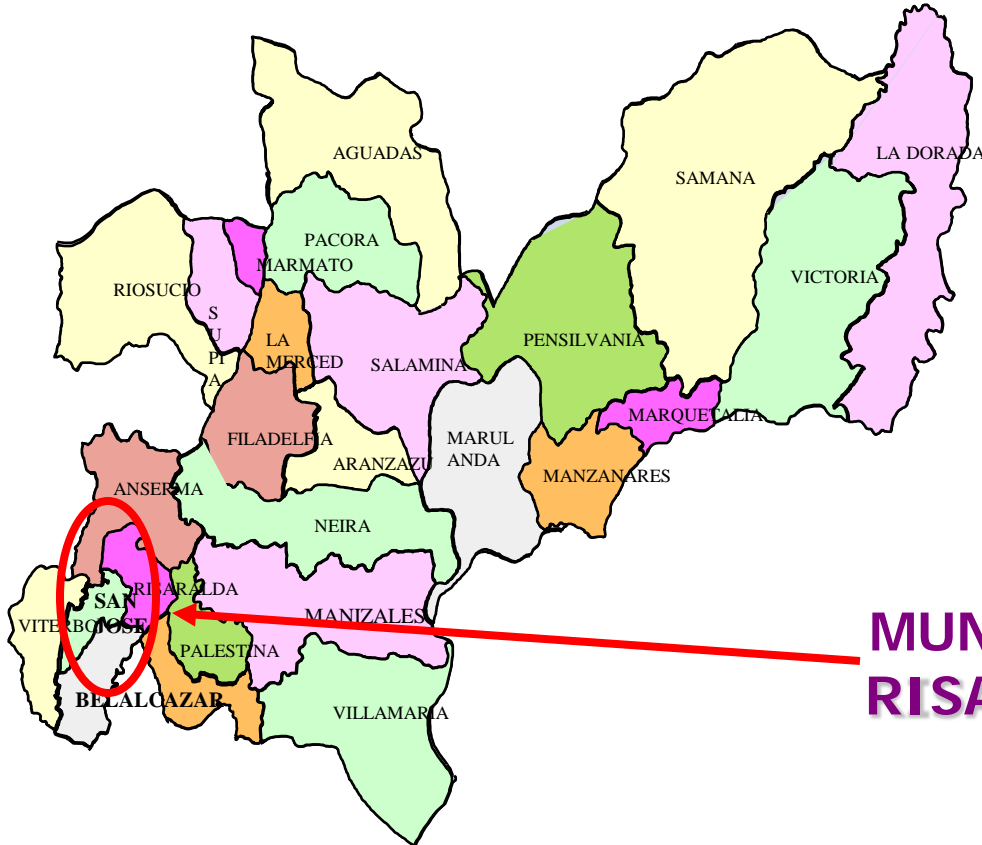 AGUADAS
LA DORADA
SAMANA
PACORA
MARMATO
VICTORIA
RIOSUCIO
S
U
PI
A
LA
MERCED
SALAMINA
PENSILVANIA
MARQUETALIA
FILADELFIA
ARANZAZU
MARUL
ANDA
MANZANARES
ANSERMA
NEIRA
RISARALDA
SAN
JOSE
VITERBO
MANIZALES
PALESTINA
BELALCAZAR
VILLAMARIA
MUN
RISA